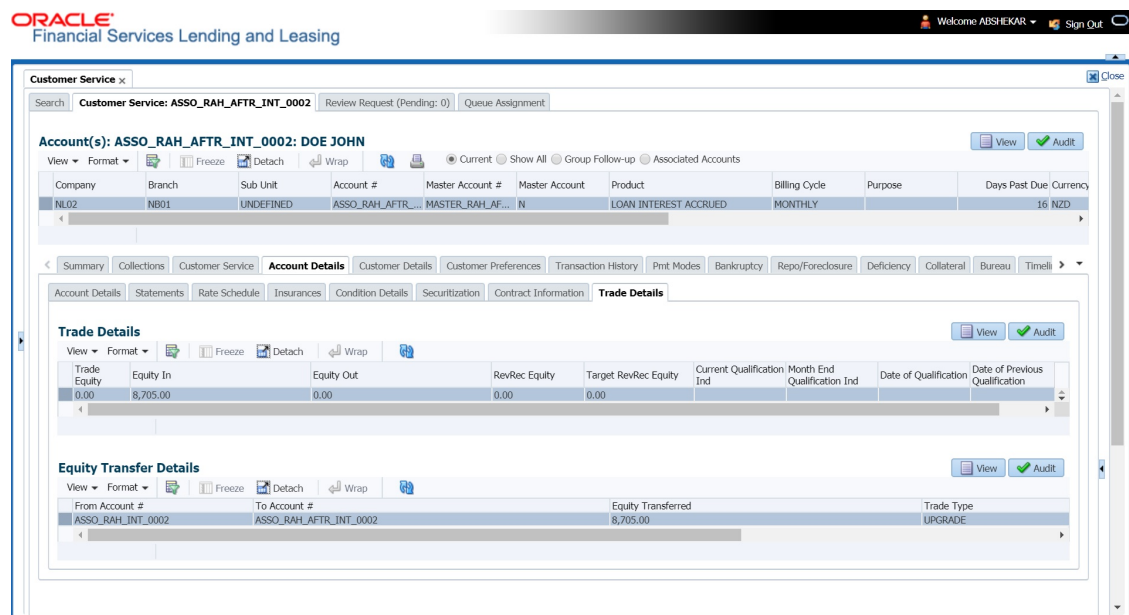 ORACLE®
Financial Services Lending and Leasing
Welcome ABSHEKAR Sign Out
Customer Service × Close
Search Customer Service: ASSO_RAH_AFTR_INT_0002 Review Request (Pending: 0) Queue Assignment
Account(s): ASSO_RAH_AFTR_INT_0002: DOE JOHN View Audit
View Format Freeze Detach Wrap Current Show All Group Follow-up Associated Accounts
Company Branch Sub Unit Account # Master Account # Master Account Product Billing Cycle Purpose Days Past Due Currency
NL02 NB01 UNDEFINED ASSO_RAH_AFTR_... MASTER_RAH_AF... N LOAN INTEREST ACCRUED MONTHLY 16 NZD
Summary Collections Customer Service Account Details Customer Details Customer Preferences Transaction History Pmt Modes Bankruptcy Repo/Foreclosure Deficiency Collateral Bureau Timeli
Account Details Statements Rate Schedule Insurances Condition Details Securitization Contract Information Trade Details
Trade Details View Audit
View Format Freeze Detach Wrap
Trade Equity Equity In Equity Out RevRec Equity Target RevRec Equity Current Qualification Ind Month End Qualification Ind Date of Qualification Date of Previous Qualification
0.00 8,705.00 0.00 0.00 0.00
Equity Transfer Details View Audit
View Format Freeze Detach Wrap
From Account # To Account # Equity Transferred Trade Type
ASSO_RAH_INT_0002 ASSO_RAH_AFTR_INT_0002 8,705.00 UPGRADE